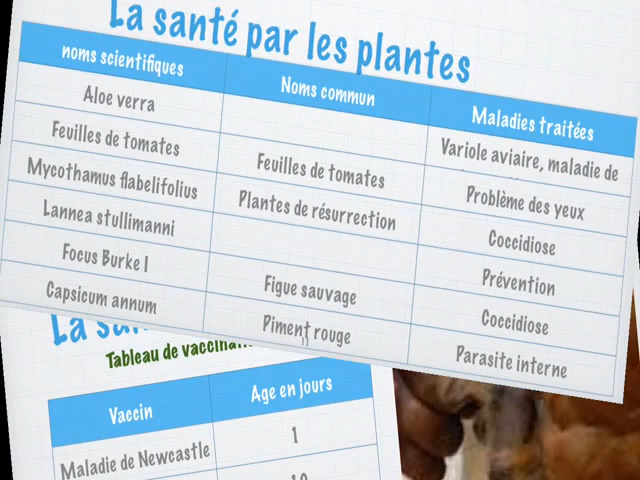 La santé par les plantes
noms scientifiques Noms commun Maladies traitées
Aloe verra Variole aviaire, maladie de
Feuilles de tomates Feuilles de tomates Problème des yeux
Mycothamus flabelifolius Plantes de résurrection Coccidiose
Lannea stullimanni Prévention
Focus Burke I Figue sauvage Coccidiose
Capsicum annum Piment rouge Parasite interne
La
Tableau de
Vaccin Age en jours
Maladie de Newcastle 1